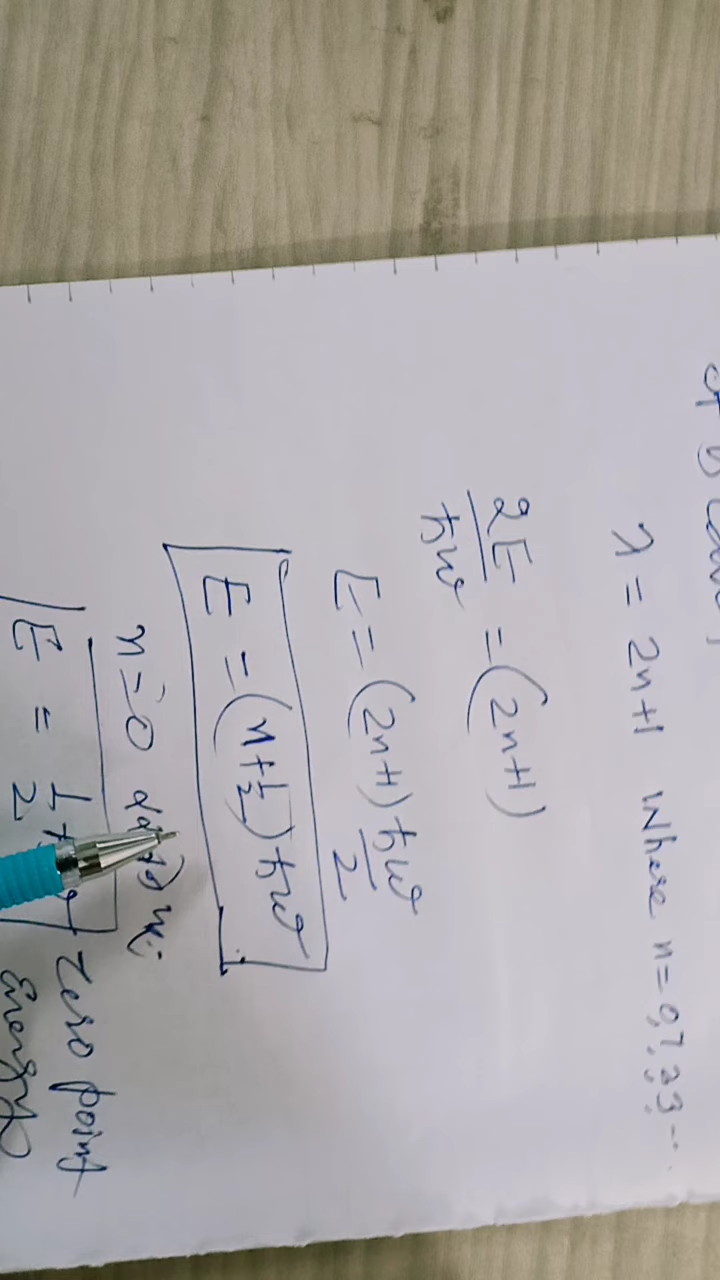 λ = 2n+1 Where n = 0,1,2,3, ...
2E/ħω = (2n+1)
E = (2n+1) ħω/2
E = (n+1/2) ħω
n=0
E = 1/2 zero point
Energy